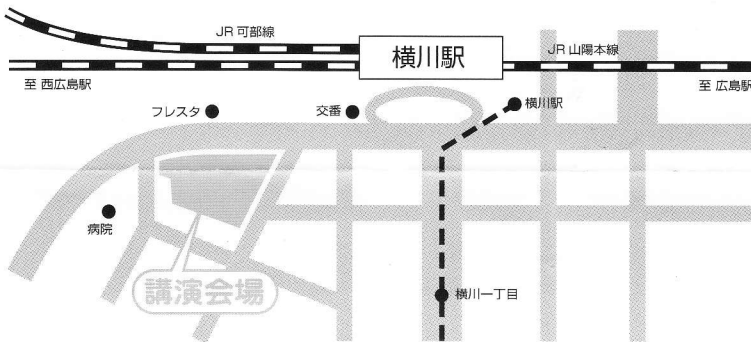 JR 可部線
横川駅
JR 山陽本線
至 西広島駅
至 広島駅
フレスタ
交番
横川駅
病院
講演会場
横川一丁目